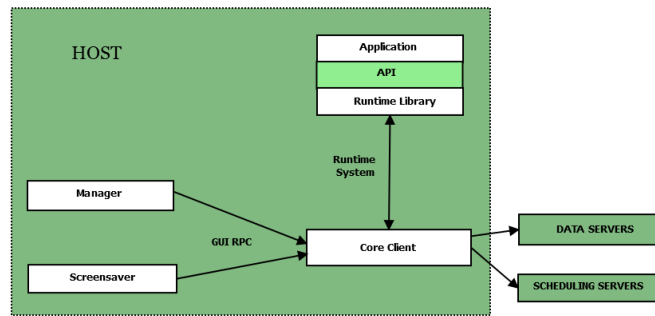 HOST
Application
API
Runtime Library
Runtime
System
Manager
GUI RPC
Core Client
Screensaver
DATA SERVERS
SCHEDULING SERVERS